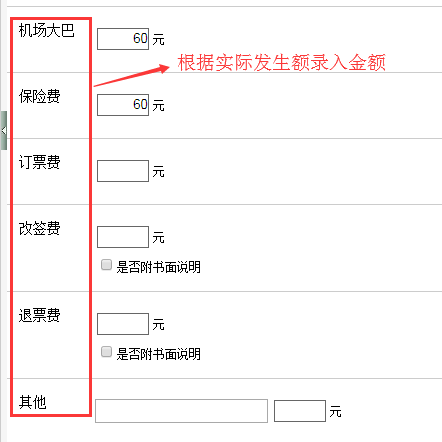 机场大巴
60 元
根据实际发生额录入金额
保险费
60 元
订票费
元
改签费
元
是否附书面说明
退票费
元
是否附书面说明
其他
元